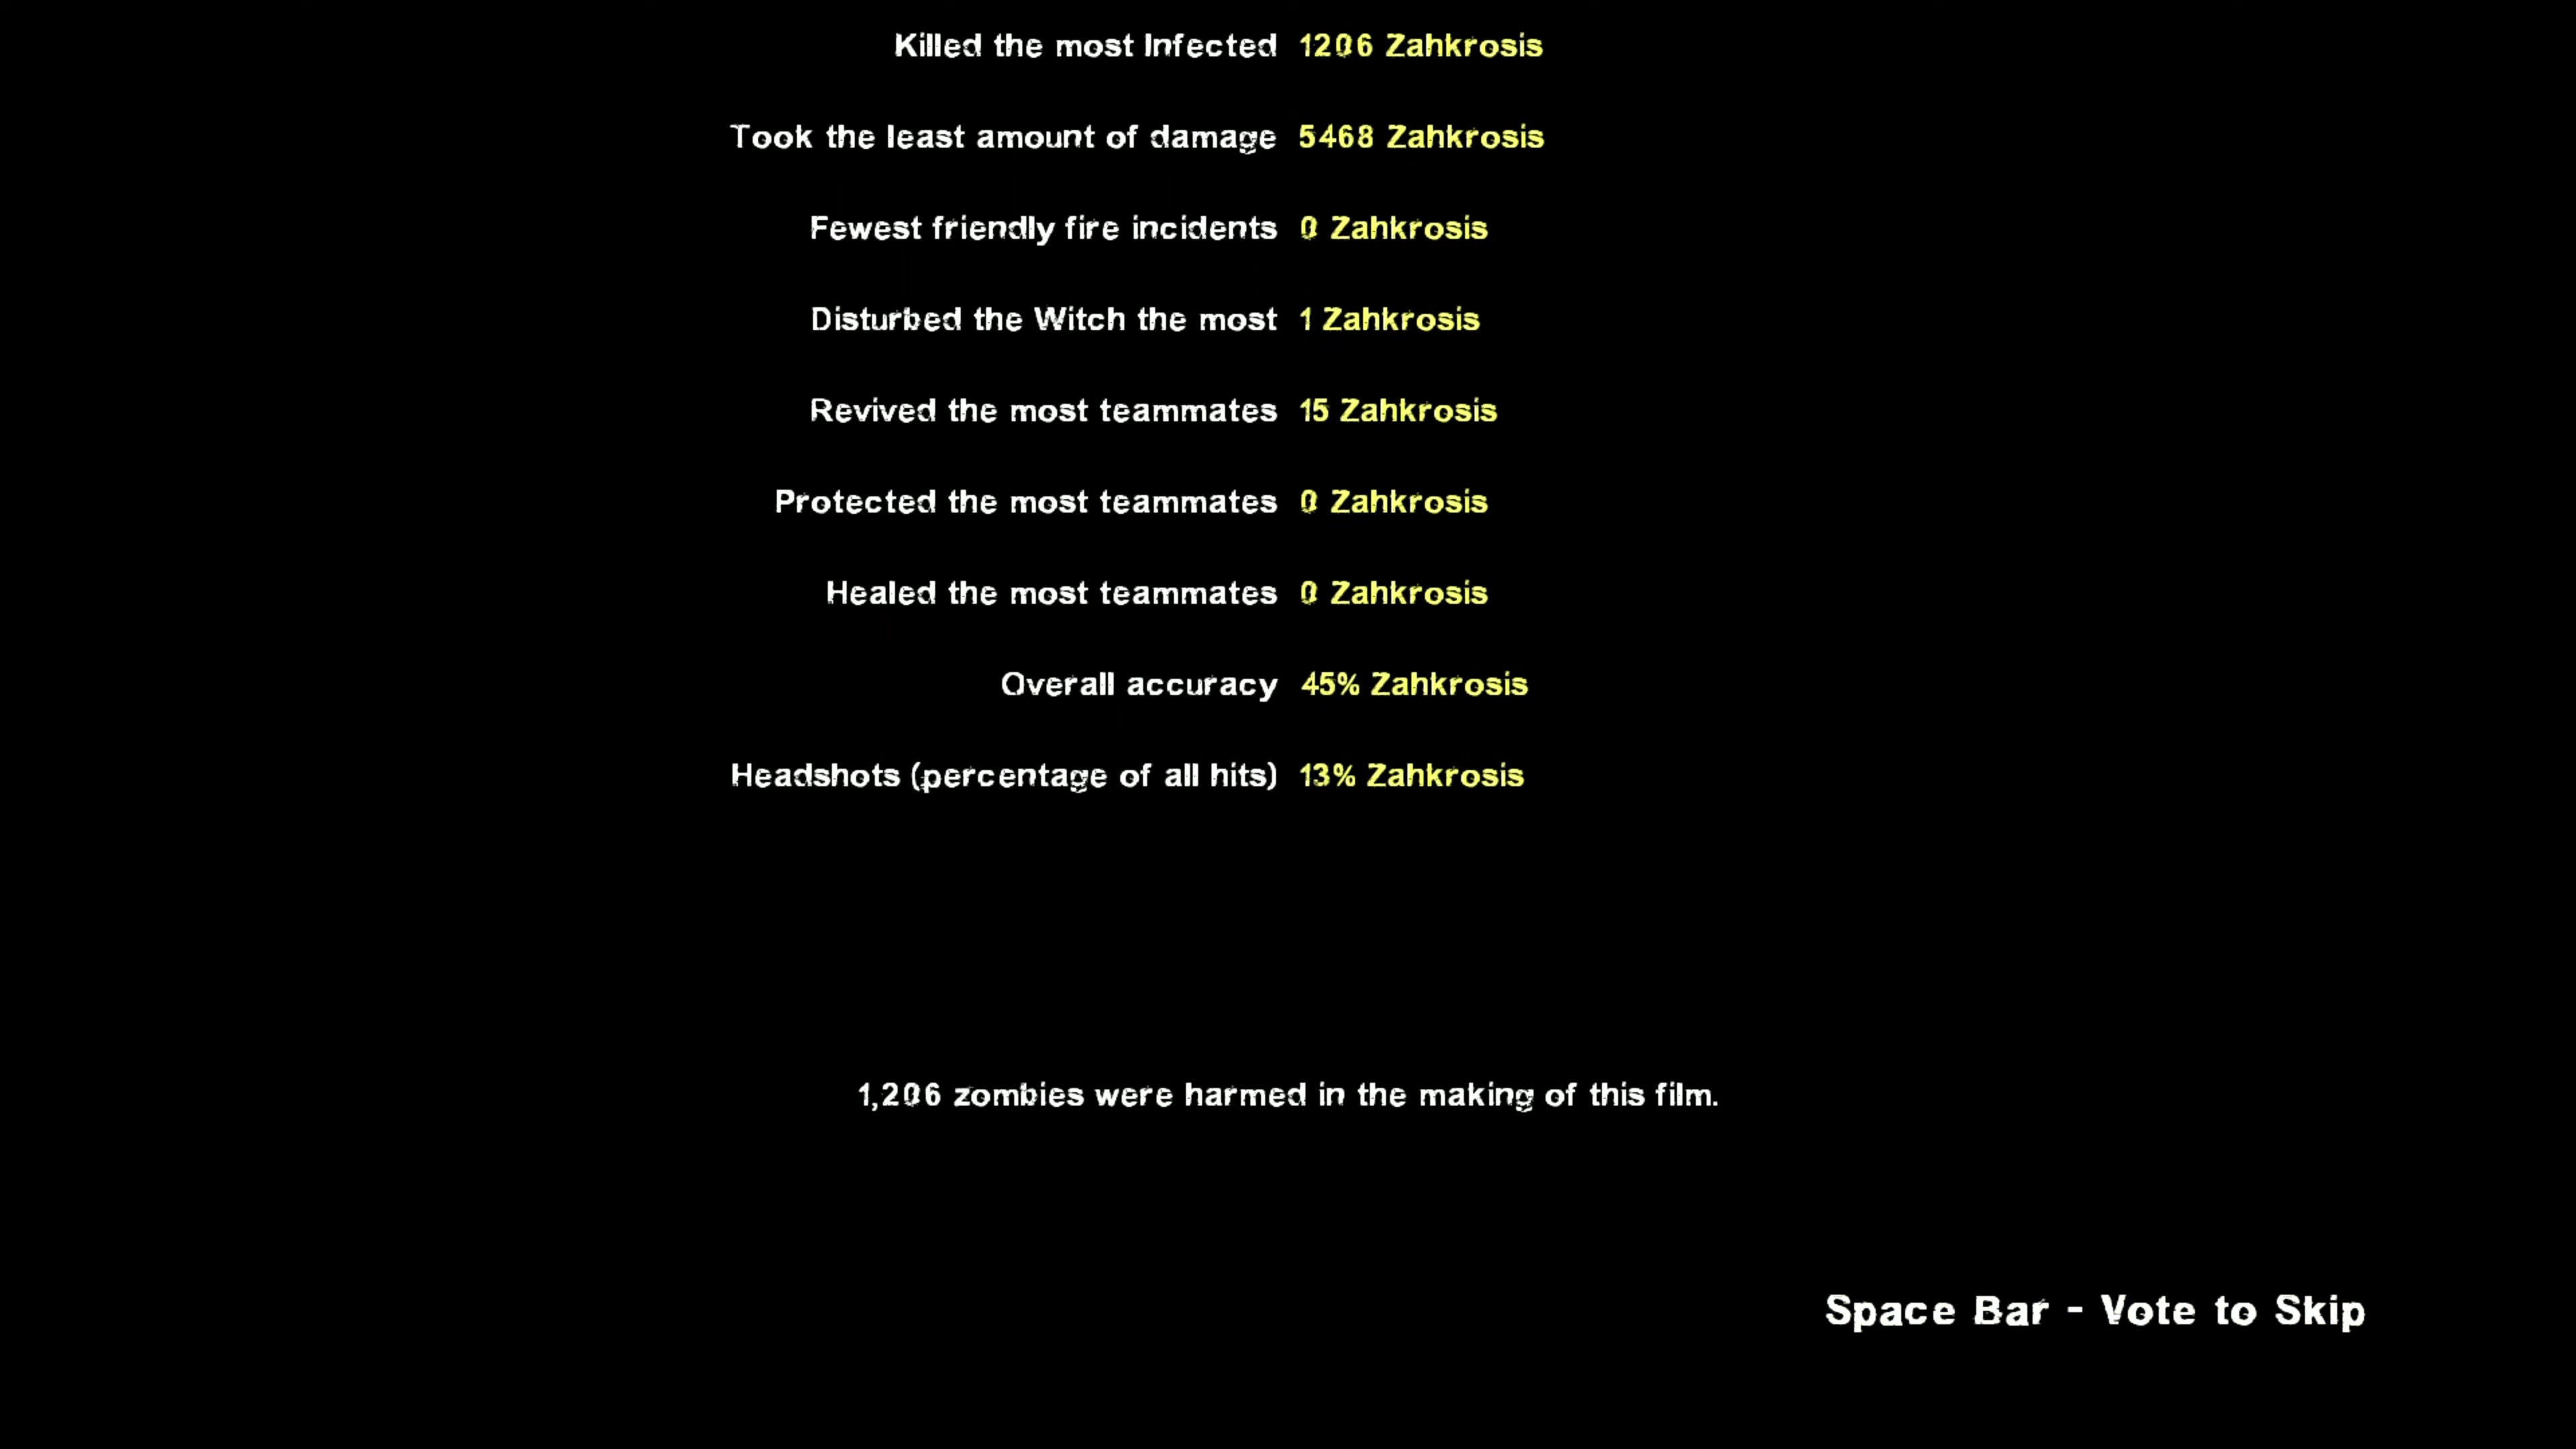 Killed the most Infected 1206 Zahkrosis
Took the least amount of damage 5468 Zahkrosis
Fewest friendly fire incidents 0 Zahkrosis
Disturbed the Witch the most 1 Zahkrosis
Revived the most teammates 15 Zahkrosis
Protected the most teammates 0 Zahkrosis
Healed the most teammates 0 Zahkrosis
Overall accuracy 45% Zahkrosis
Headshots (percentage of all hits) 13% Zahkrosis
1,206 zombies were harmed in the making of this film.
Space Bar - Vote to Skip